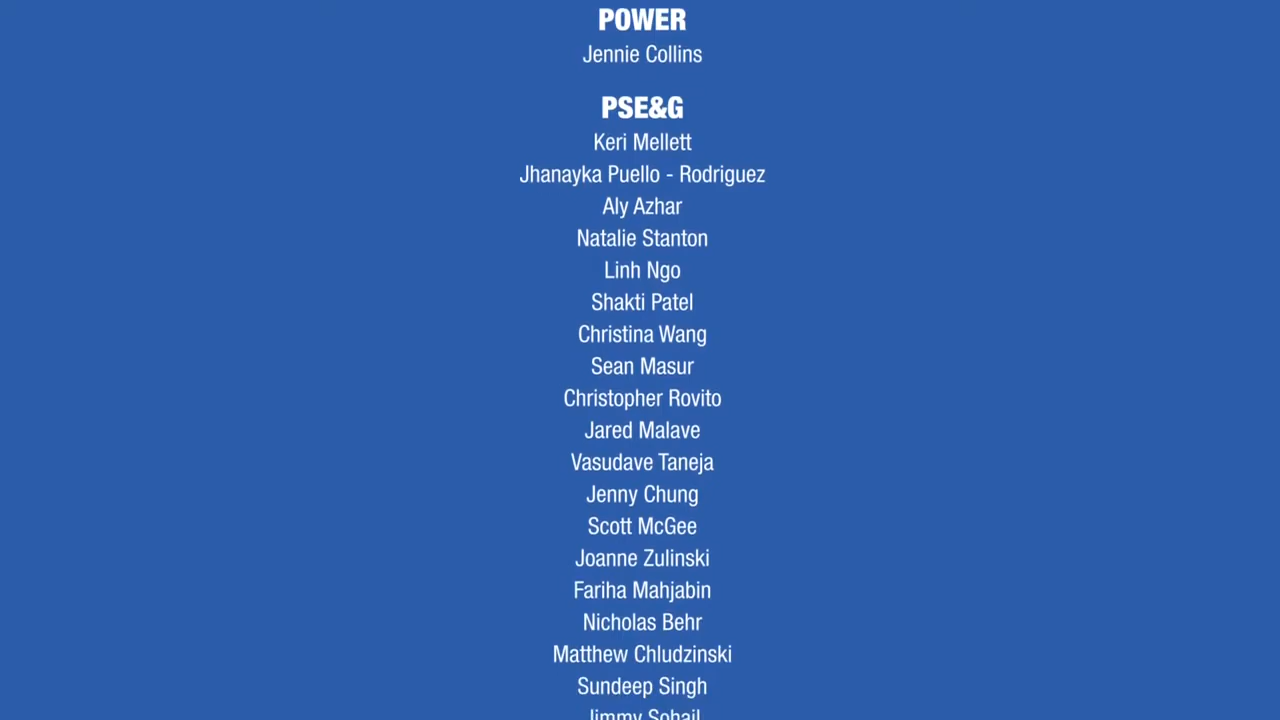 POWER
Jennie Collins
PSE&G
Keri Mellett
Jhanayka Puello - Rodriguez
Aly Azhar
Natalie Stanton
Linh Ngo
Shakti Patel
Christina Wang
Sean Masur
Christopher Rovito
Jared Malave
Vasudave Taneja
Jenny Chung
Scott McGee
Joanne Zulinski
Fariha Mahjabin
Nicholas Behr
Matthew Chludzinski
Sundeep Singh
Jimmy Sohail